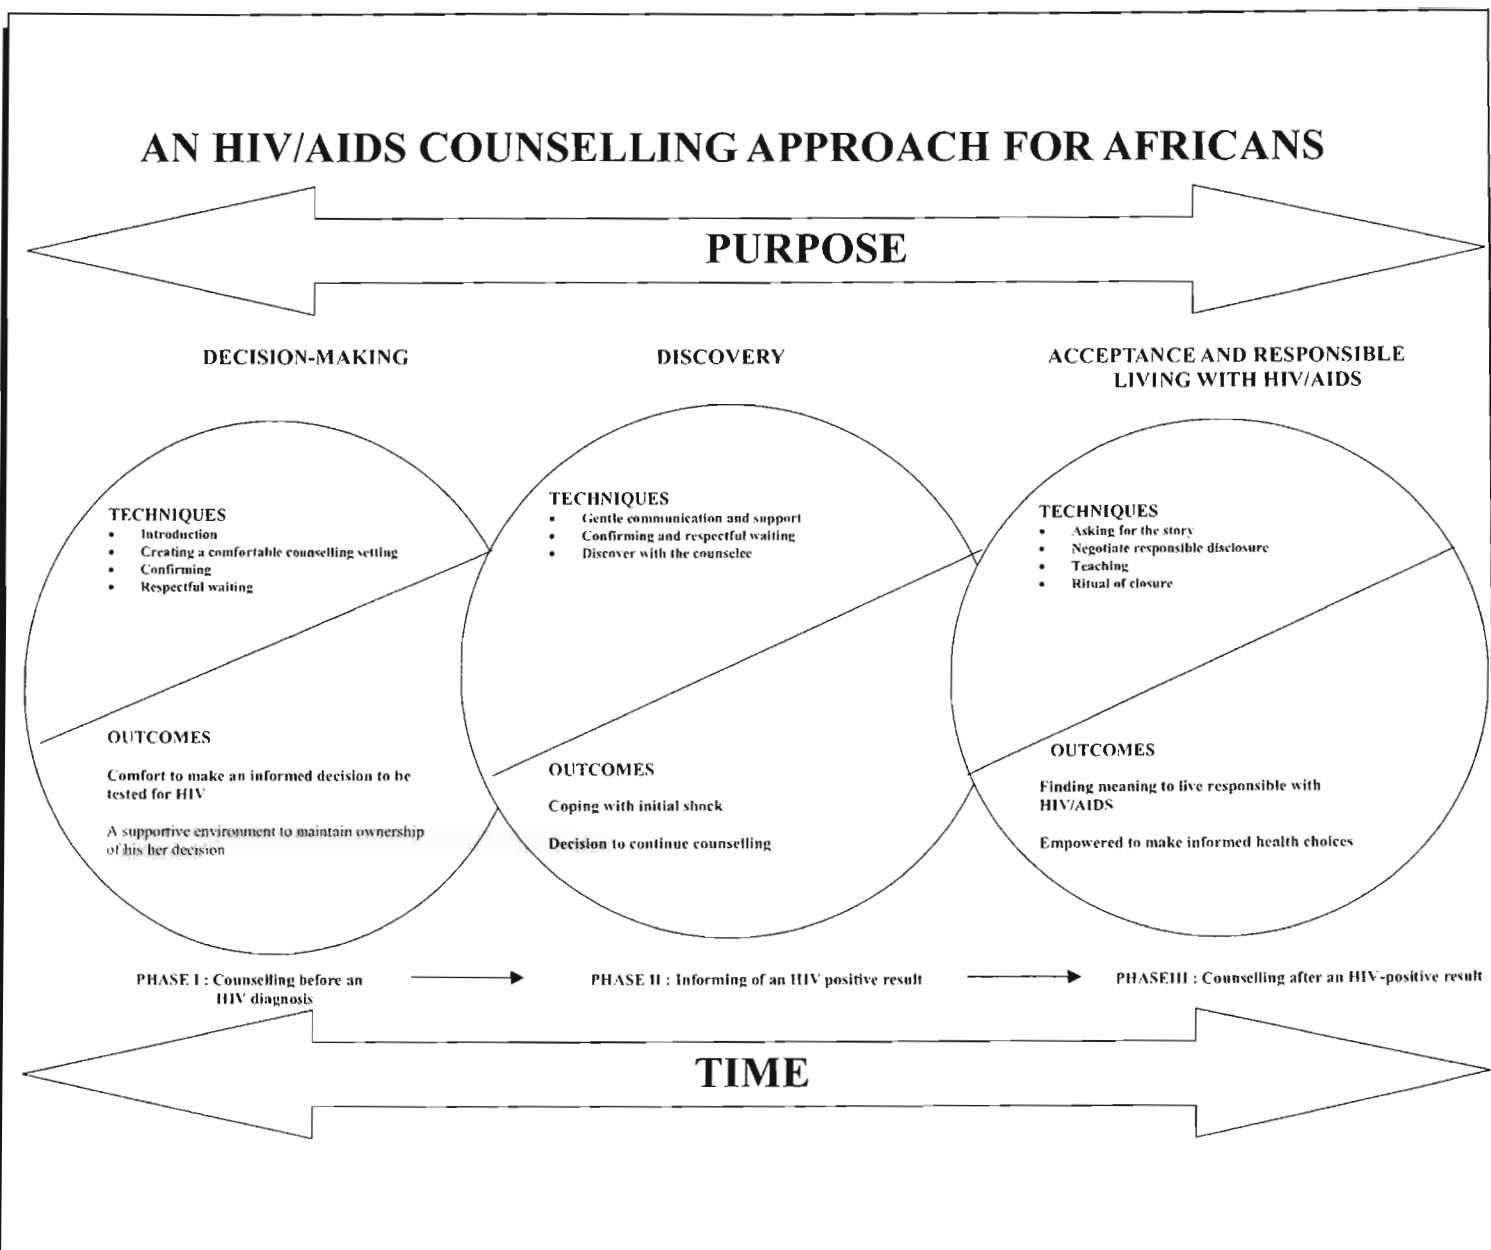 AN HIV/AIDS COUNSELLING APPROACH FOR AFRICANS
PURPOSE
DECISION-MAKING
TECHNIQUES
• Introduction
• Creating a comfortable counselling setting
• Confirming
• Respectful waiting
OUTCOMES
Comfort to make an informed decision to be
tested for HIV
A supportive environment to maintain ownership
of his her decision
PHASE I : Counselling before an
HIV diagnosis
DISCOVERY
TECHNIQUES
• Gentle communication and support
• Confirming and respectful waiting
• Discover with the counselee
OUTCOMES
Coping with initial shock
Decision to continue counselling
PHASE II : Informing of an HIV positive result
ACCEPTANCE AND RESPONSIBLE
LIVING WITH HIV/AIDS
TECHNIQUES
• Asking for the story
• Negotiate responsible disclosure
• Teaching
• Ritual of closure
OUTCOMES
Finding meaning to live responsible with
HIV/AIDS
Empowered to make informed health choices
PHASEIII : Counselling after an HIV-positive result
TIME